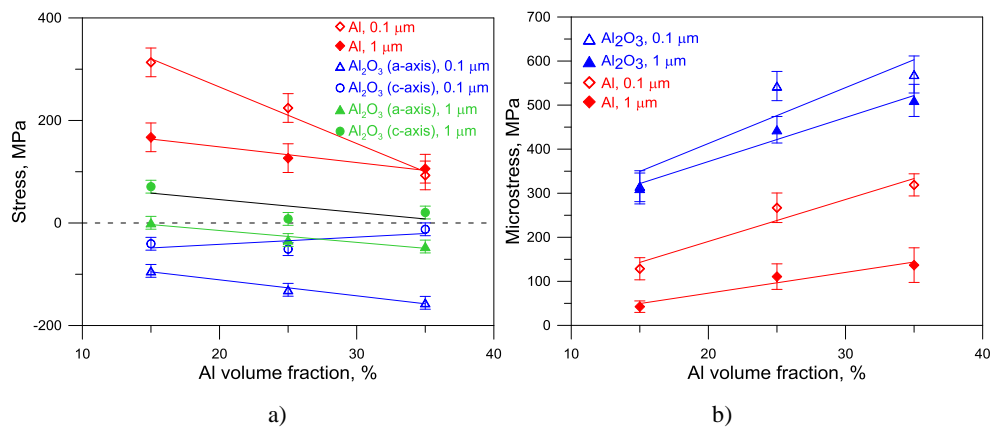 400
200
0
-200
10
20
30
40
Stress, MPa
Al volume fraction, %
Al, 0.1 μm
Al, 1 μm
Al₂O₃ (a-axis), 0.1 μm
Al₂O₃ (c-axis), 0.1 μm
Al₂O₃ (a-axis), 1 μm
Al₂O₃ (c-axis), 1 μm
a)
700
600
500
400
300
200
100
0
10
20
30
40
Microstress, MPa
Al volume fraction, %
Al₂O₃, 0.1 μm
Al₂O₃, 1 μm
Al, 0.1 μm
Al, 1 μm
b)